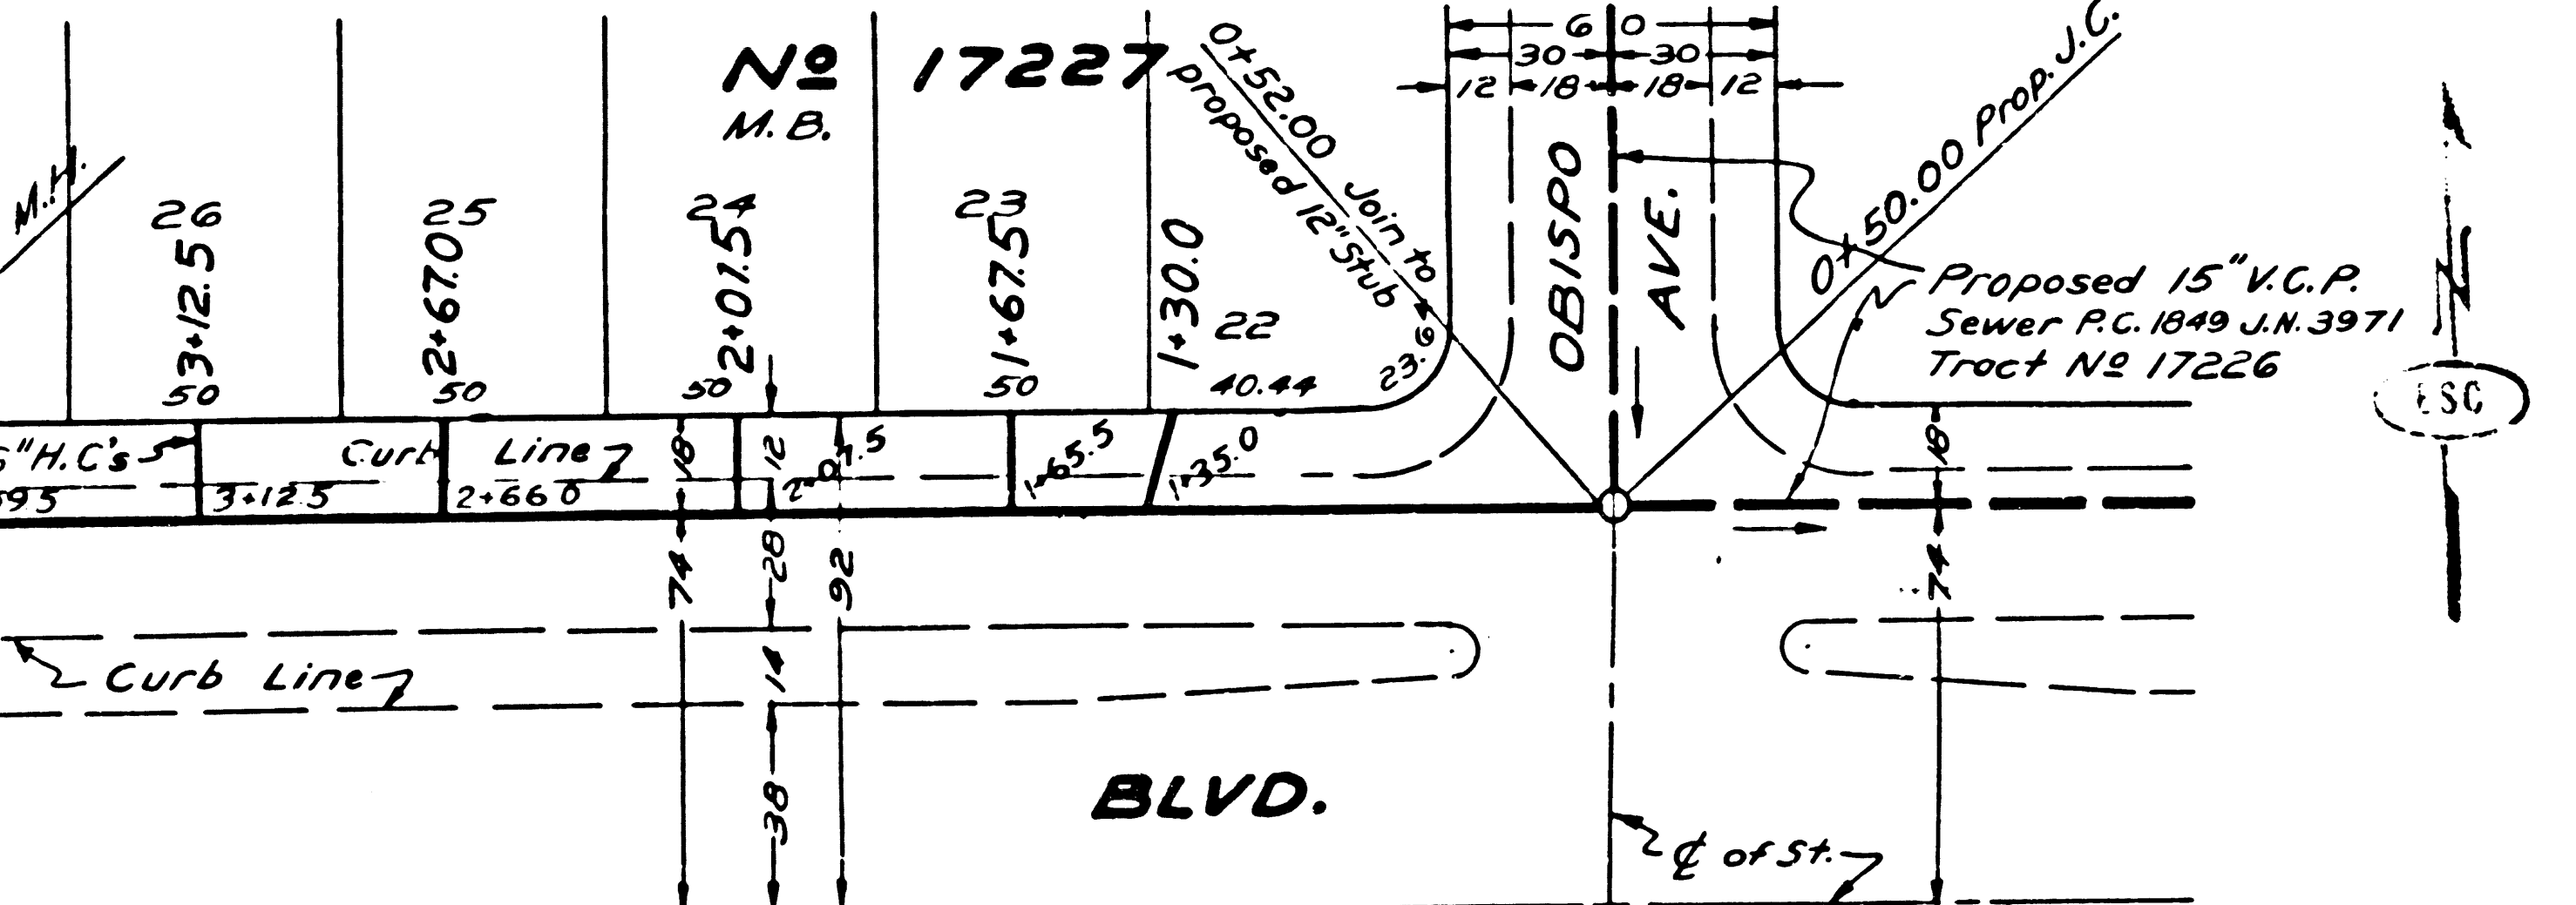 No 17227
M. B.
M.H.
26
3+12.5
50
25
2+67.0
50
24
2+01.5
50
23
1+67.5
50
1+30.0
22
40.44
23.64
0+52.00 Join to
proposed 12" Stub
60
30 30
12 18 18 12
OBISPO
AVE.
0+50.00 Prop. J.C.
Proposed 15" V.C.P.
Sewer P.C. 1849 J.N. 3971
Tract No 17226
N
ESC
6" H.C's
Curb Line
3+12.5
2+66 0
18
12
1+65.5
1+35.0
18
74
28
92
74
14
38
Curb Line
BLVD.
℄ of St.